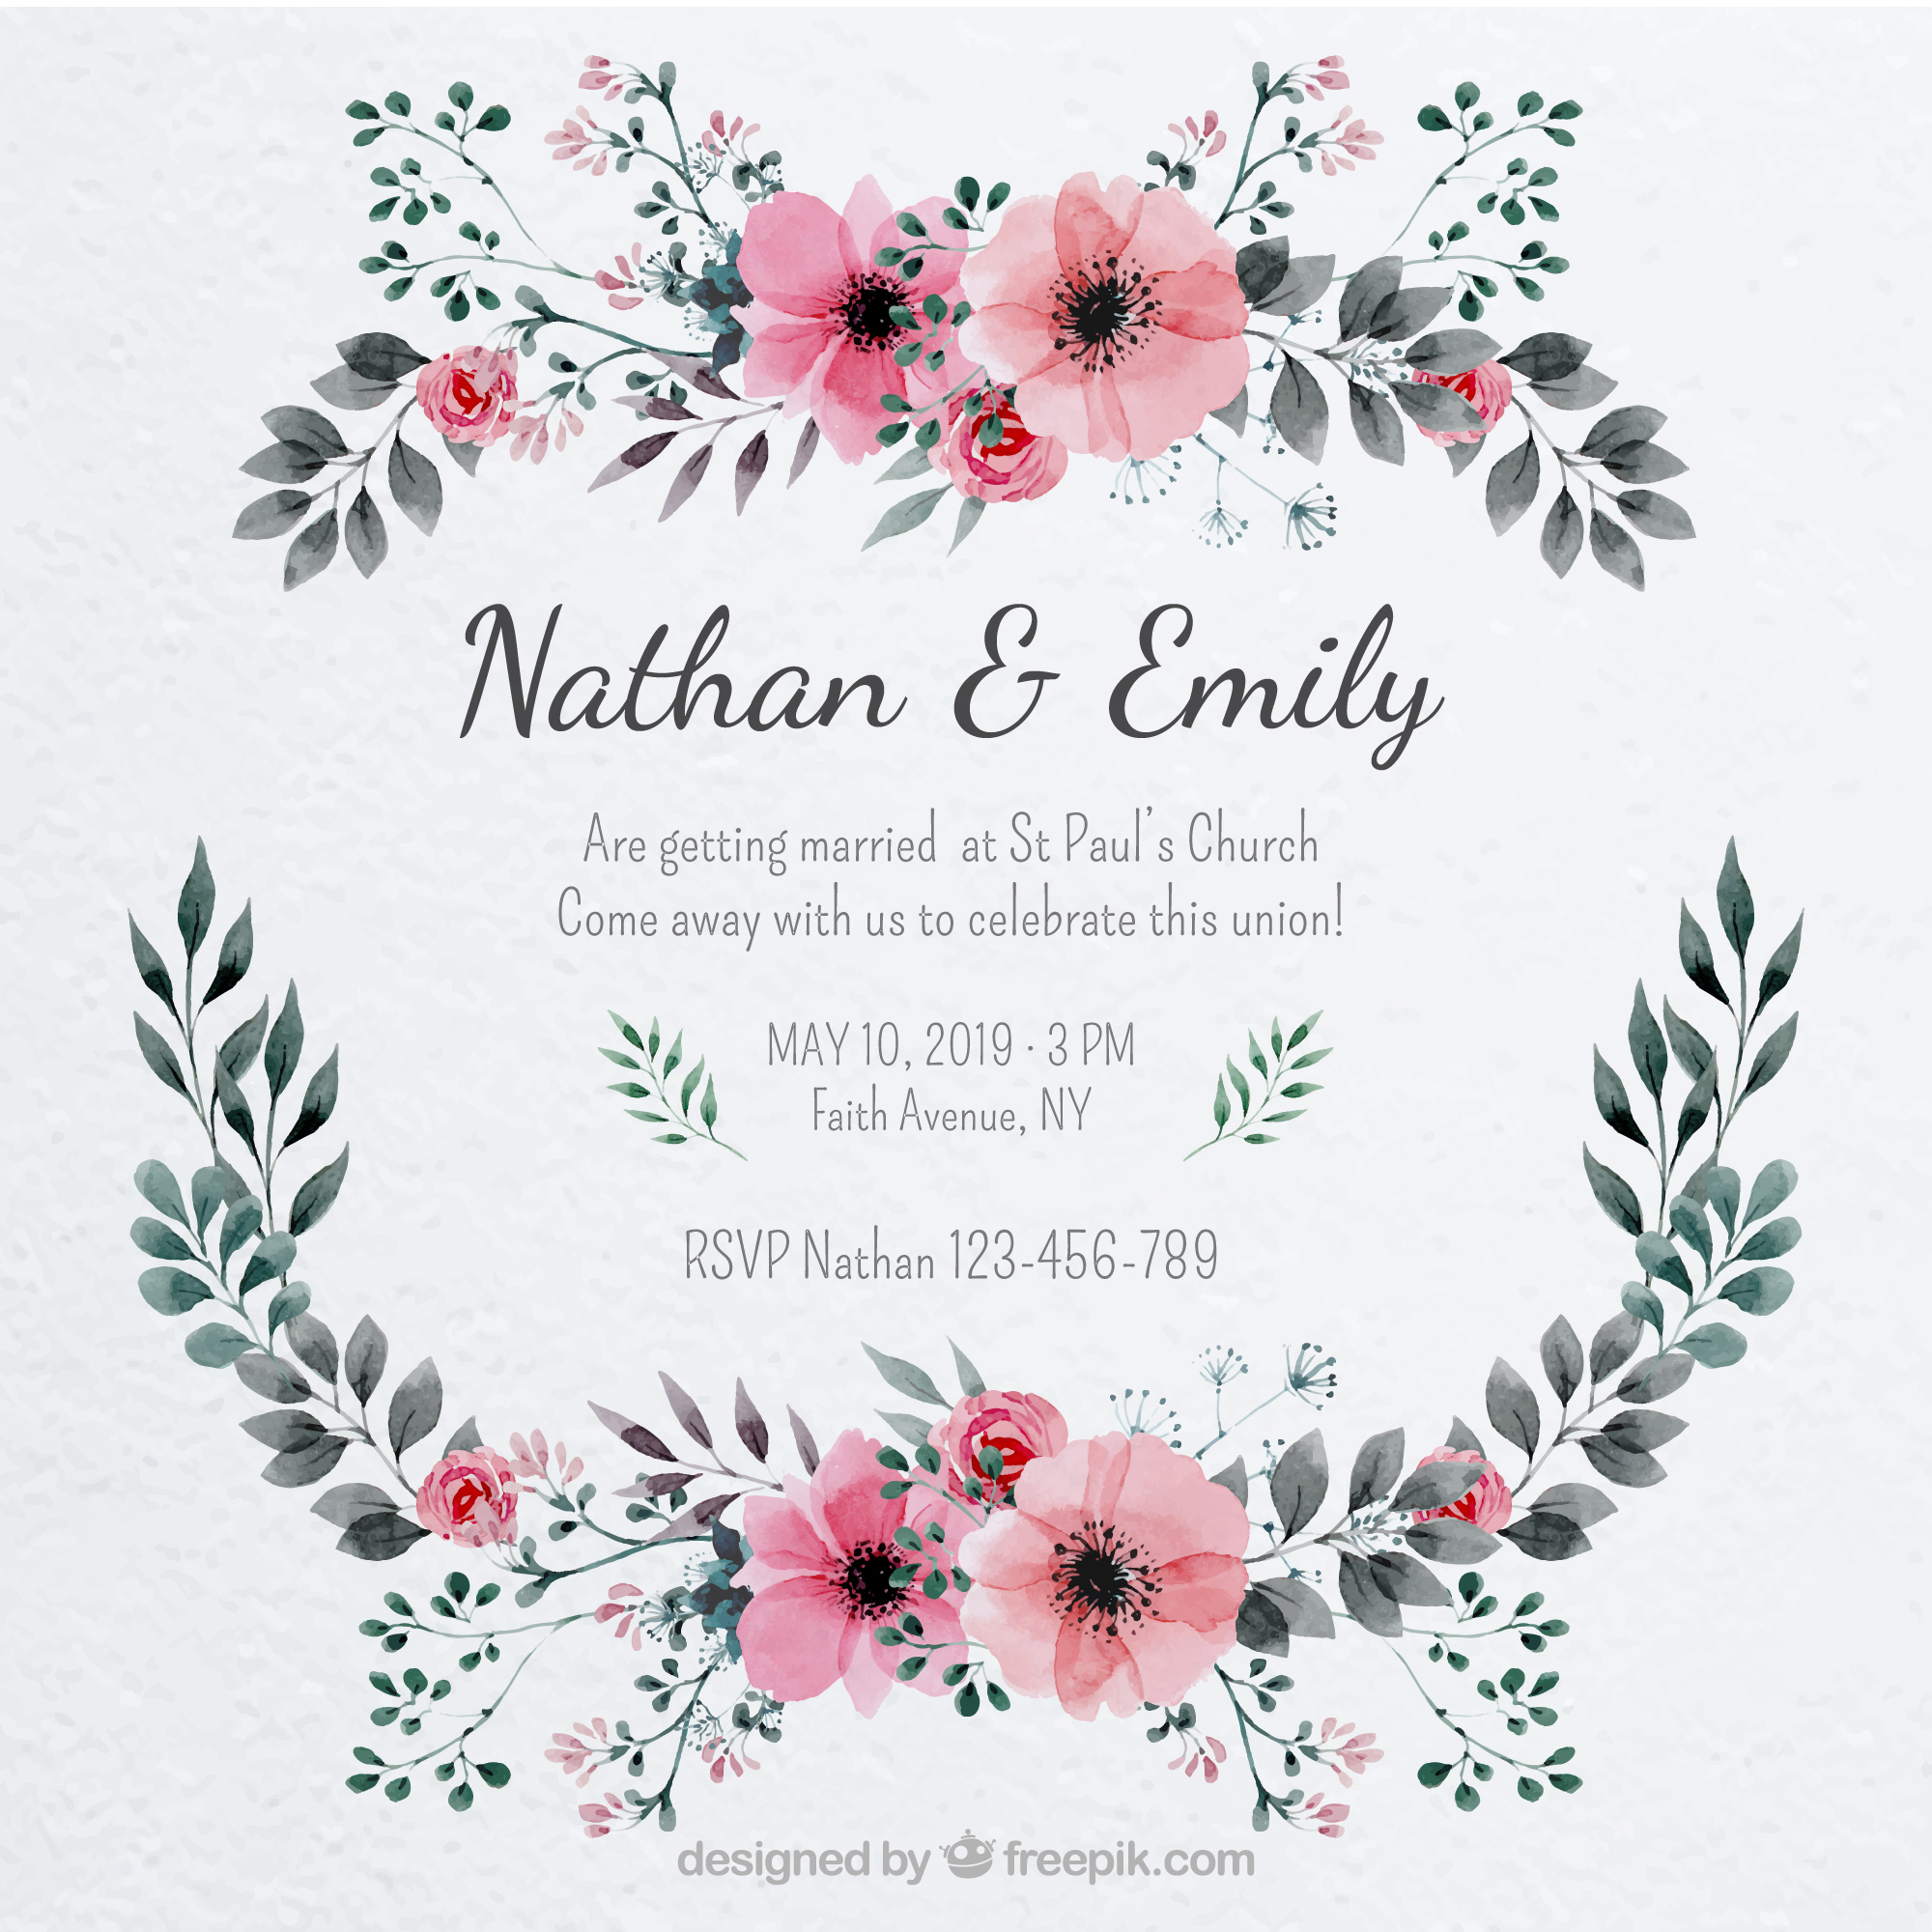 Nathan & Emily
Are getting married at St Paul's Church
Come away with us to celebrate this union!
MAY 10, 2019 · 3 PM
Faith Avenue, NY
RSVP Nathan 123-456-789
designed by freepik.com